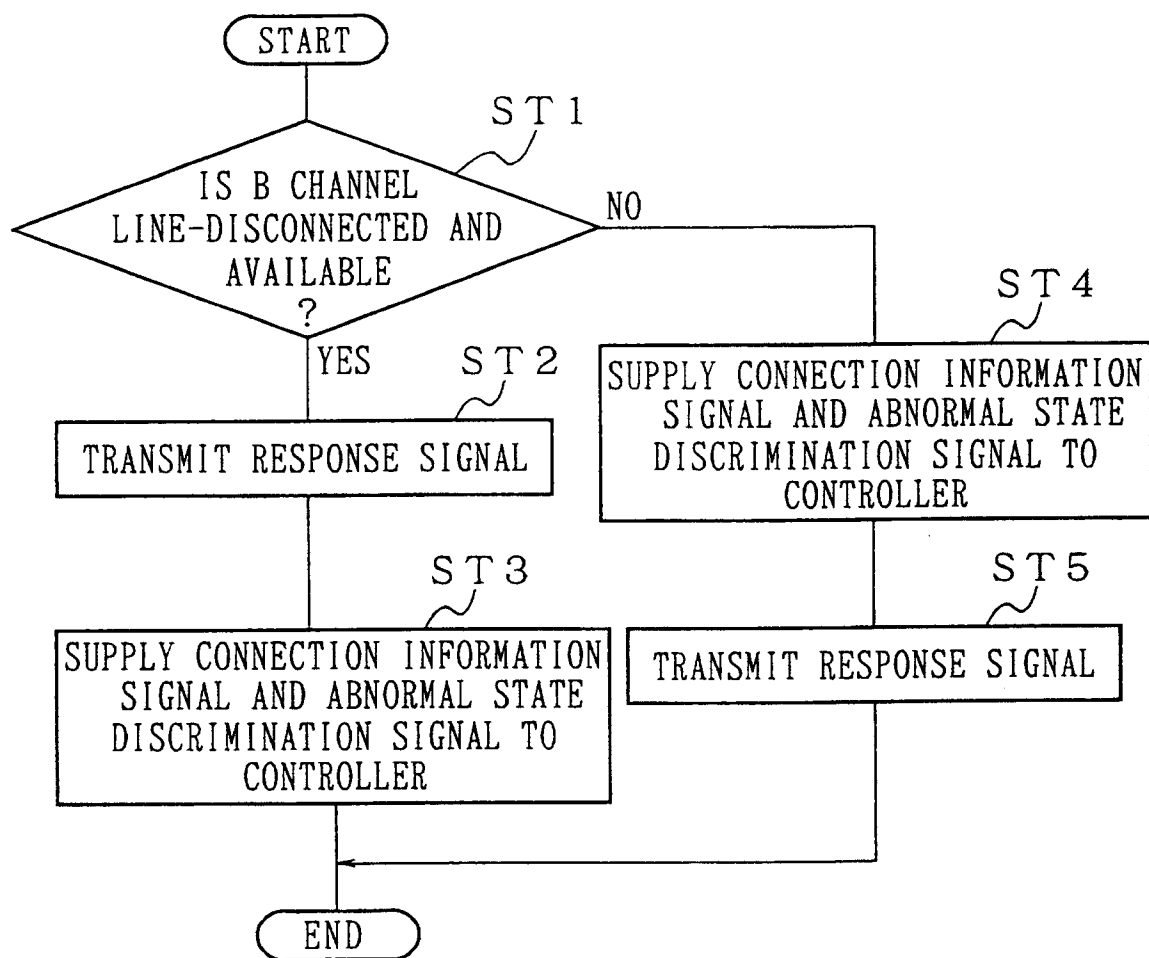 START
ST1
IS B CHANNEL
LINE-DISCONNECTED AND
AVAILABLE
?
NO
YES
ST2
TRANSMIT RESPONSE SIGNAL
ST3
SUPPLY CONNECTION INFORMATION
SIGNAL AND ABNORMAL STATE
DISCRIMINATION SIGNAL TO
CONTROLLER
ST4
SUPPLY CONNECTION INFORMATION
SIGNAL AND ABNORMAL STATE
DISCRIMINATION SIGNAL TO
CONTROLLER
ST5
TRANSMIT RESPONSE SIGNAL
END